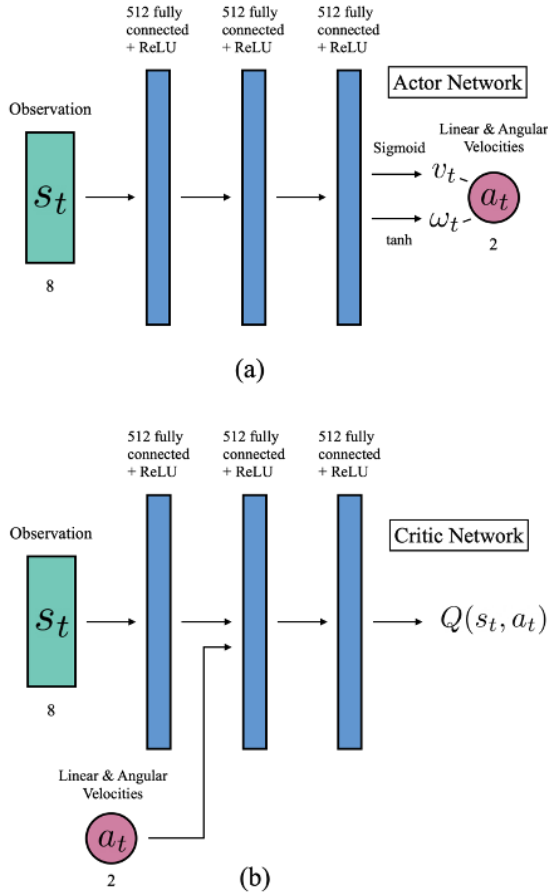 512 fully
connected
+ ReLU
512 fully
connected
+ ReLU
512 fully
connected
+ ReLU
Actor Network
Observation
Linear & Angular
Velocities
Sigmoid
s_t
v_t
a_t
ω_t
tanh
2
8
(a)
512 fully
connected
+ ReLU
512 fully
connected
+ ReLU
512 fully
connected
+ ReLU
Critic Network
Observation
s_t
Q(s_t, a_t)
8
Linear & Angular
Velocities
a_t
2
(b)